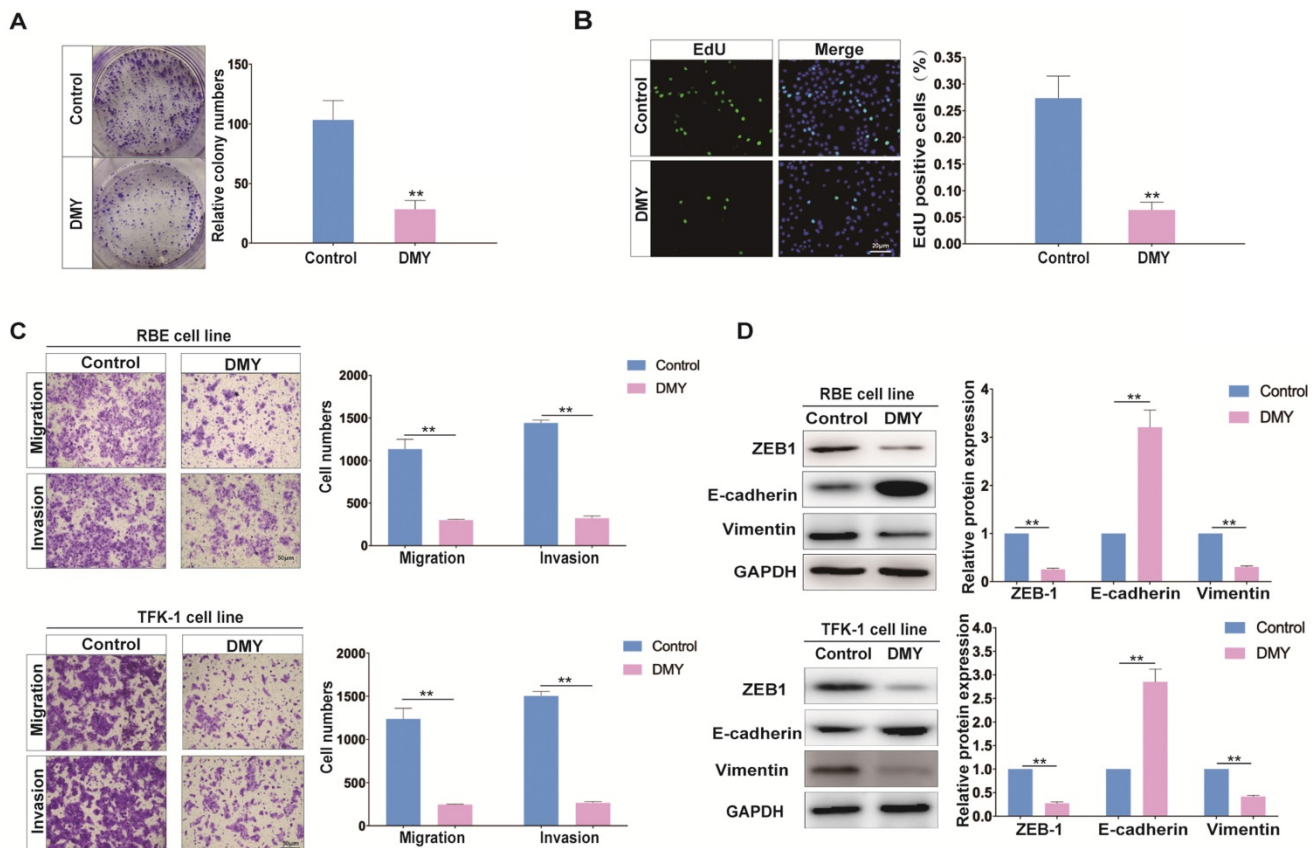 A
Control
DMY
Relative colony numbers
150
100
50
0
**
Control
DMY
B
EdU
Merge
Control
DMY
20μm
EdU positive cells (%)
0.35
0.30
0.25
0.20
0.15
0.10
0.05
0.00
**
Control
DMY
C
RBE cell line
Control
DMY
Migration
Invasion
50μm
Cell numbers
2000
1500
1000
500
0
**
**
Migration
Invasion
Control
DMY
TFK-1 cell line
Control
DMY
Migration
Invasion
50μm
Cell numbers
2000
1500
1000
500
0
**
**
Migration
Invasion
Control
DMY
D
RBE cell line
Control DMY
ZEB1
E-cadherin
Vimentin
GAPDH
Relative protein expression
4
3
2
1
0
**
**
**
ZEB-1
E-cadherin
Vimentin
Control
DMY
TFK-1 cell line
Control DMY
ZEB1
E-cadherin
Vimentin
GAPDH
Relative protein expression
4.0
3.5
3.0
2.5
2.0
1.5
1.0
0.5
0.0
**
**
**
ZEB-1
E-cadherin
Vimentin
Control
DMY